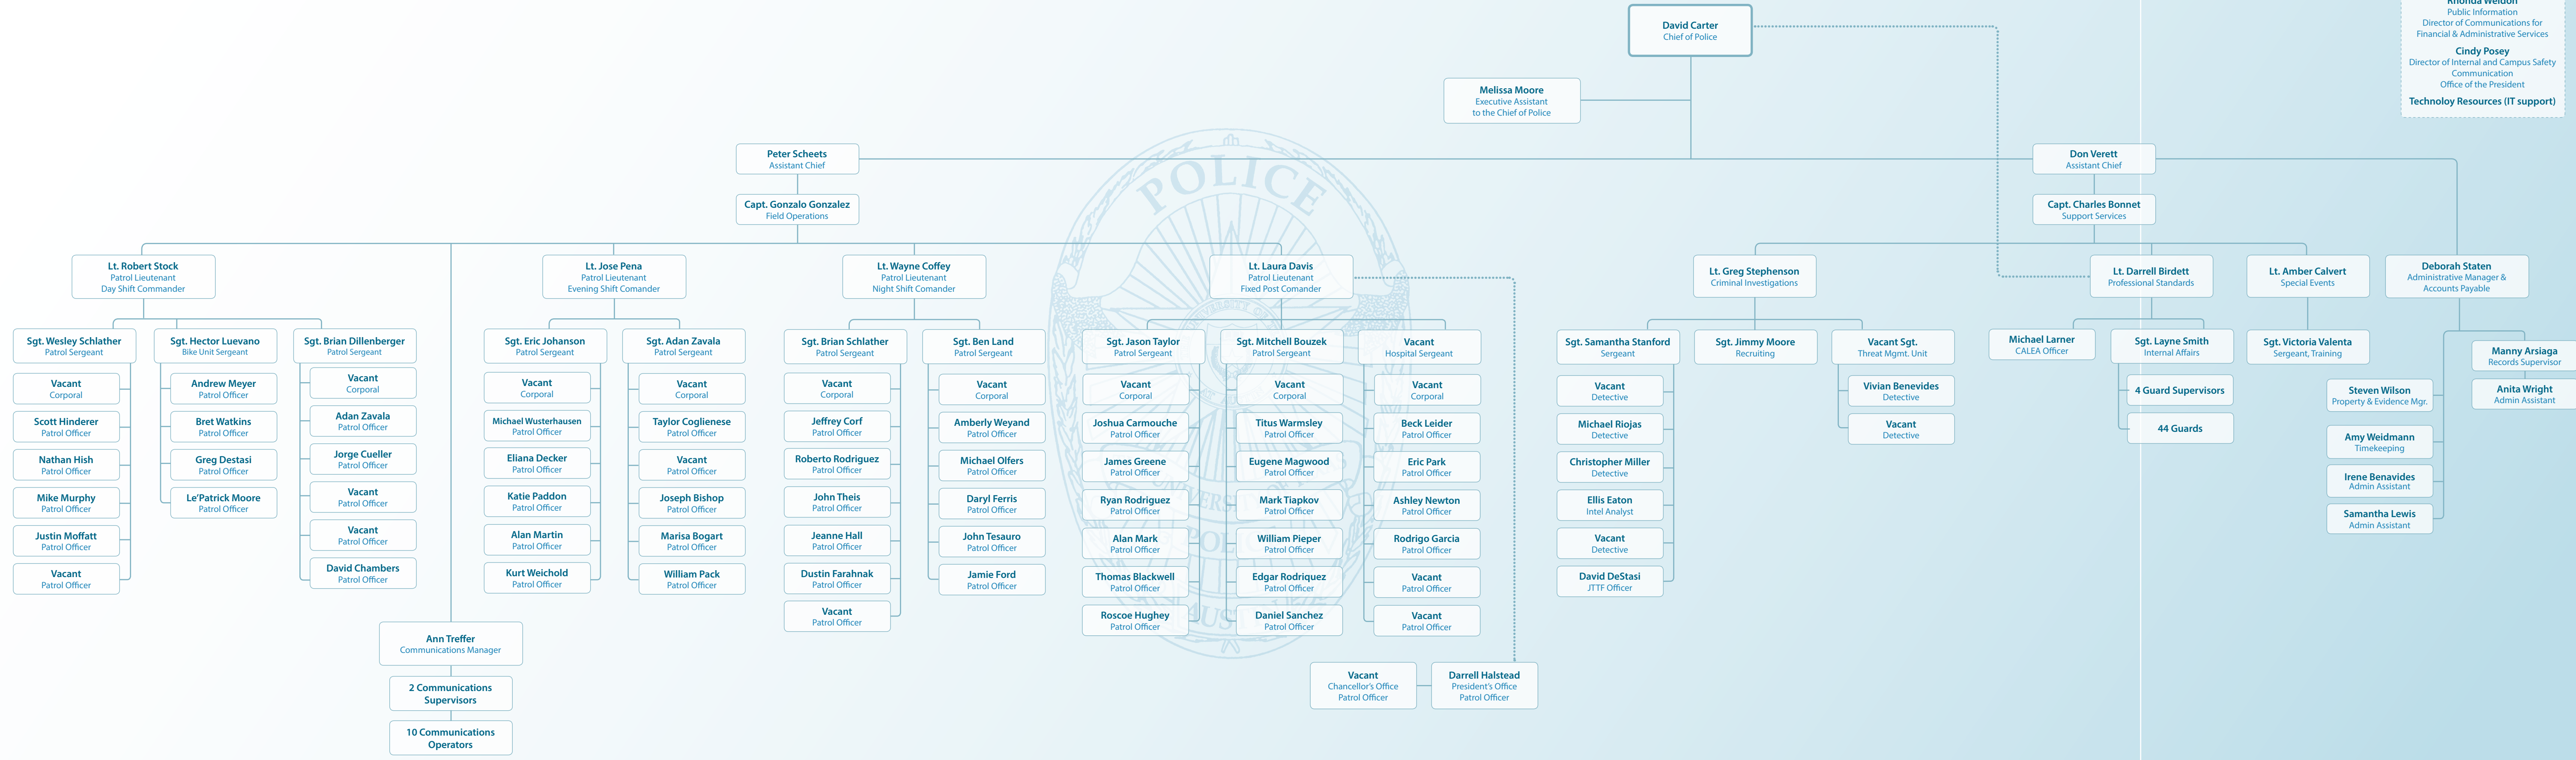 David Carter
Chief of Police
Rhonda Weldon
Public Information
Director of Communications for
Financial & Administrative Services
Cindy Posey
Director of Internal and Campus Safety
Communication
Office of the President
Technoloy Resources (IT support)
Melissa Moore
Executive Assistant
to the Chief of Police
Peter Scheets
Assistant Chief
Don Verett
Assistant Chief
Capt. Gonzalo Gonzalez
Field Operations
Capt. Charles Bonnet
Support Services
POLICE
Lt. Robert Stock
Patrol Lieutenant
Day Shift Commander
Sgt. Wesley Schlather
Patrol Sergeant
Vacant
Corporal
Scott Hinderer
Patrol Officer
Nathan Hish
Patrol Officer
Mike Murphy
Patrol Officer
Justin Moffatt
Patrol Officer
Vacant
Patrol Officer
Sgt. Hector Luevano
Bike Unit Sergeant
Andrew Meyer
Patrol Officer
Bret Watkins
Patrol Officer
Greg Destasi
Patrol Officer
Le'Patrick Moore
Patrol Officer
Sgt. Brian Dillenberger
Patrol Sergeant
Vacant
Corporal
Adan Zavala
Patrol Officer
Jorge Cueller
Patrol Officer
Vacant
Patrol Officer
Vacant
Patrol Officer
David Chambers
Patrol Officer
Ann Treffer
Communications Manager
2 Communications
Supervisors
10 Communications
Operators
Lt. Jose Pena
Patrol Lieutenant
Evening Shift Comander
Sgt. Eric Johanson
Patrol Sergeant
Vacant
Corporal
Michael Wusterhausen
Patrol Officer
Eliana Decker
Patrol Officer
Katie Paddon
Patrol Officer
Alan Martin
Patrol Officer
Kurt Weichold
Patrol Officer
Sgt. Adan Zavala
Patrol Sergeant
Vacant
Corporal
Taylor Coglienese
Patrol Officer
Vacant
Patrol Officer
Joseph Bishop
Patrol Officer
Marisa Bogart
Patrol Officer
William Pack
Patrol Officer
Lt. Wayne Coffey
Patrol Lieutenant
Night Shift Comander
Sgt. Brian Schlather
Patrol Sergeant
Vacant
Corporal
Jeffrey Corf
Patrol Officer
Roberto Rodriguez
Patrol Officer
John Theis
Patrol Officer
Jeanne Hall
Patrol Officer
Dustin Farahnak
Patrol Officer
Vacant
Patrol Officer
Sgt. Ben Land
Patrol Sergeant
Vacant
Corporal
Amberly Weyand
Patrol Officer
Michael Olfers
Patrol Officer
Daryl Ferris
Patrol Officer
John Tesauro
Patrol Officer
Jamie Ford
Patrol Officer
Lt. Laura Davis
Patrol Lieutenant
Fixed Post Comander
Sgt. Jason Taylor
Patrol Sergeant
Vacant
Corporal
Joshua Carmouche
Patrol Officer
James Greene
Patrol Officer
Ryan Rodriguez
Patrol Officer
Alan Mark
Patrol Officer
Thomas Blackwell
Patrol Officer
Roscoe Hughey
Patrol Officer
Sgt. Mitchell Bouzek
Patrol Sergeant
Vacant
Corporal
Titus Warmsley
Patrol Officer
Eugene Magwood
Patrol Officer
Mark Tiapkov
Patrol Officer
William Pieper
Patrol Officer
Edgar Rodriquez
Patrol Officer
Daniel Sanchez
Patrol Officer
Vacant
Hospital Sergeant
Vacant
Corporal
Beck Leider
Patrol Officer
Eric Park
Patrol Officer
Ashley Newton
Patrol Officer
Rodrigo Garcia
Patrol Officer
Vacant
Patrol Officer
Vacant
Patrol Officer
Vacant
Chancellor's Office
Patrol Officer
Darrell Halstead
President's Office
Patrol Officer
Lt. Greg Stephenson
Criminal Investigations
Sgt. Samantha Stanford
Sergeant
Vacant
Detective
Michael Riojas
Detective
Christopher Miller
Detective
Ellis Eaton
Intel Analyst
Vacant
Detective
David DeStasi
JTTF Officer
Sgt. Jimmy Moore
Recruiting
Vacant Sgt.
Threat Mgmt. Unit
Vivian Benevides
Detective
Vacant
Detective
Lt. Darrell Birdett
Professional Standards
Michael Larner
CALEA Officer
Sgt. Layne Smith
Internal Affairs
4 Guard Supervisors
44 Guards
Lt. Amber Calvert
Special Events
Sgt. Victoria Valenta
Sergeant, Training
Deborah Staten
Administrative Manager &
Accounts Payable
Steven Wilson
Property & Evidence Mgr.
Amy Weidmann
Timekeeping
Irene Benavides
Admin Assistant
Samantha Lewis
Admin Assistant
Manny Arsiaga
Records Supervisor
Anita Wright
Admin Assistant